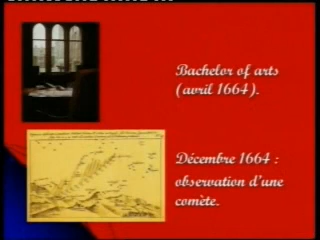 Bachelor of arts
(avril 1664).
Décembre 1664 :
observation d'une
comète.